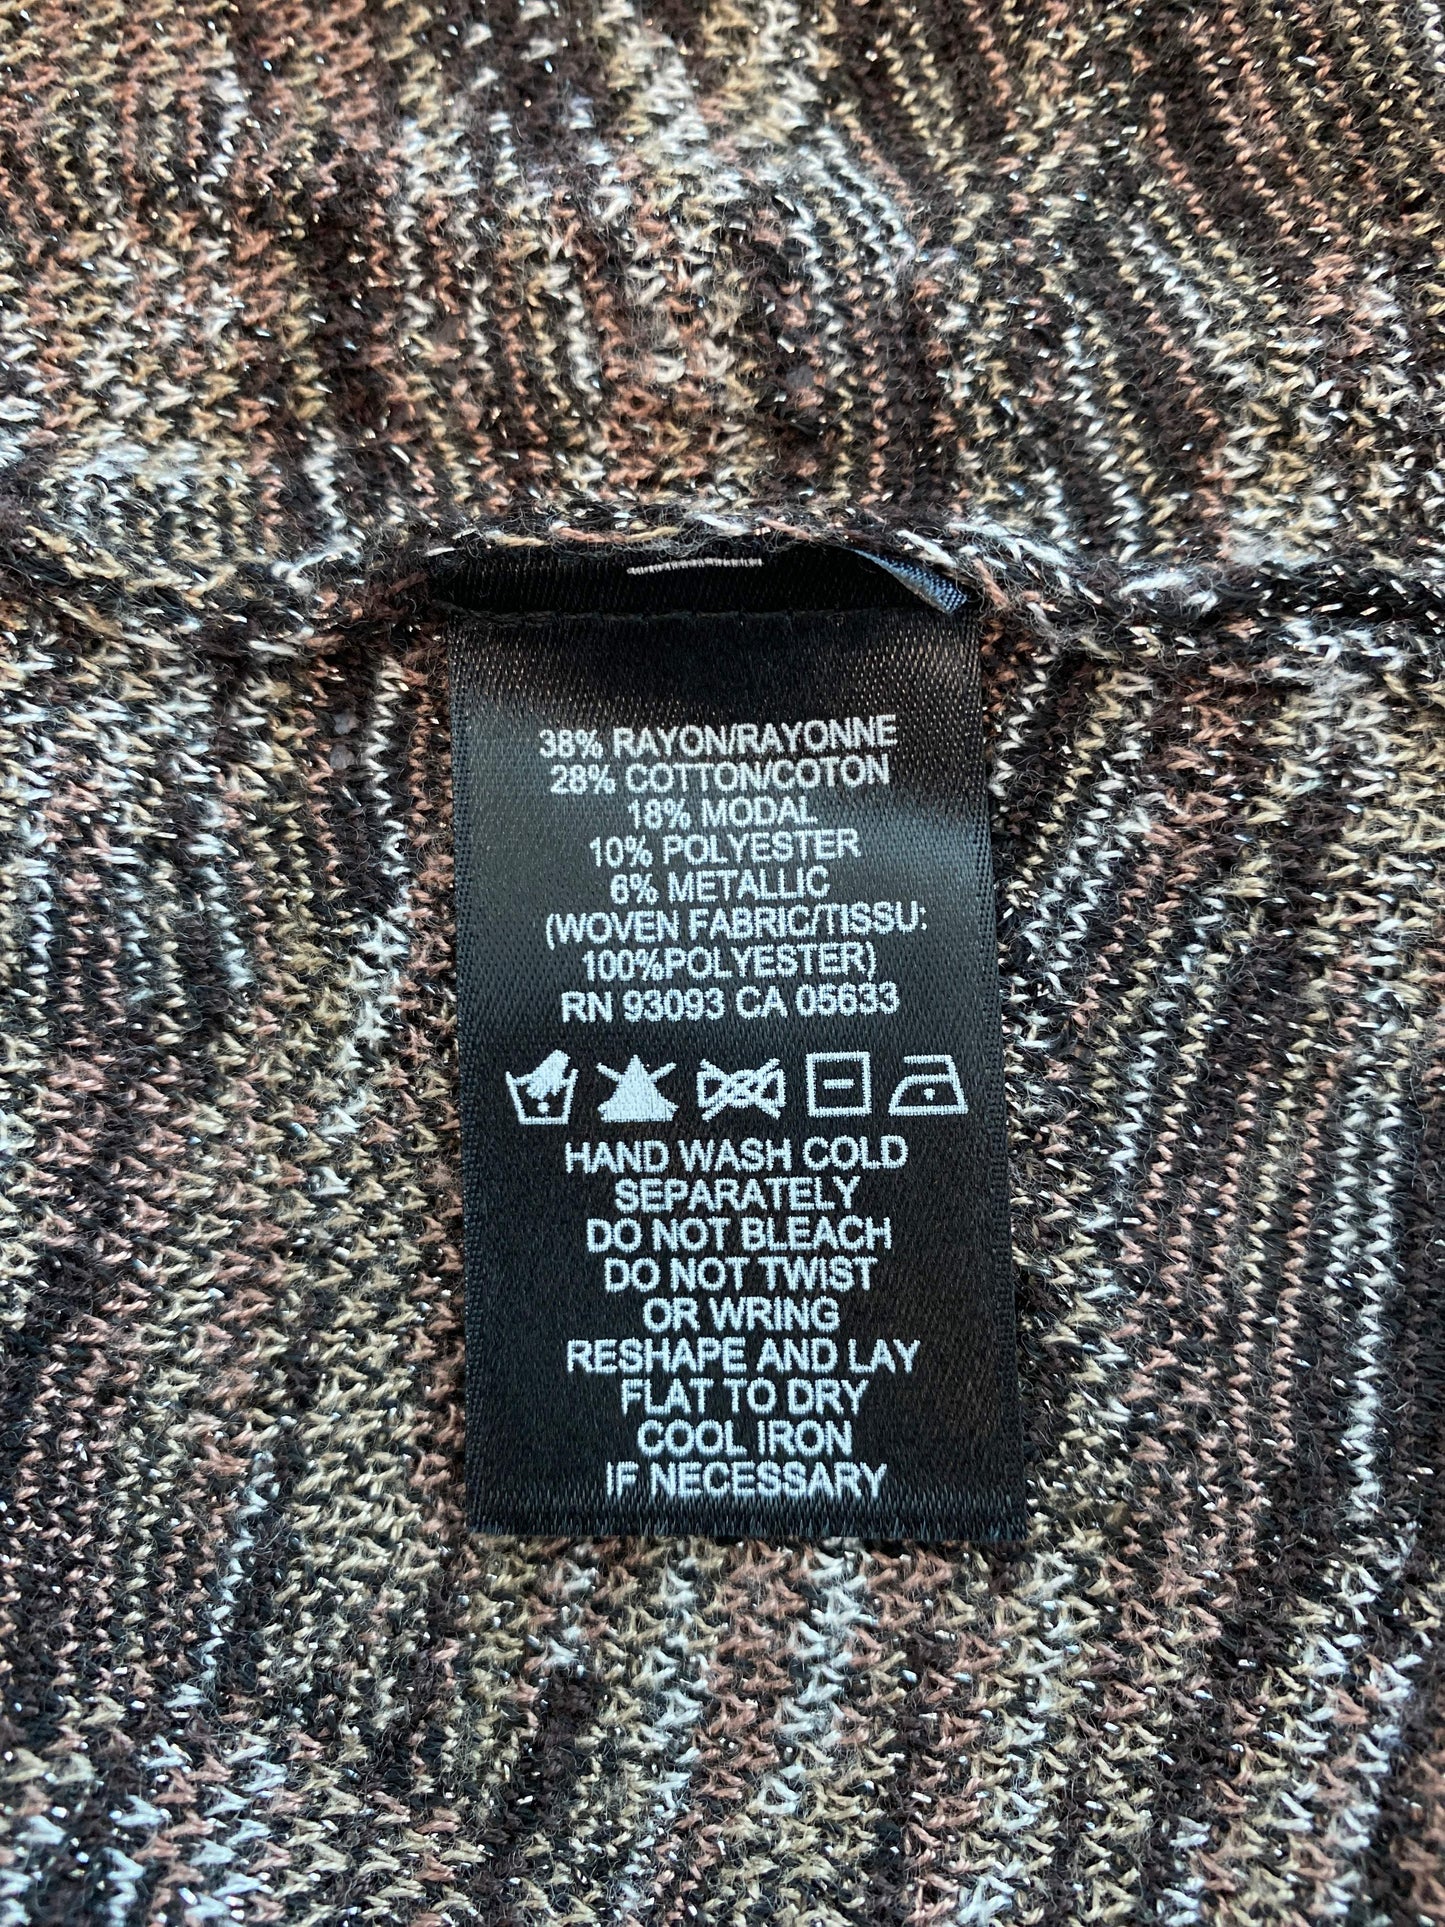 38% RAYON/RAYONNE
28% COTTON/COTON
18% MODAL
10% POLYESTER
6% METALLIC
(WOVEN FABRIC/TISSU:
100%POLYESTER)
RN 93093 CA 05633
HAND WASH COLD
SEPARATELY
DO NOT BLEACH
DO NOT TWIST
OR WRING
RESHAPE AND LAY
FLAT TO DRY
COOL IRON
IF NECESSARY